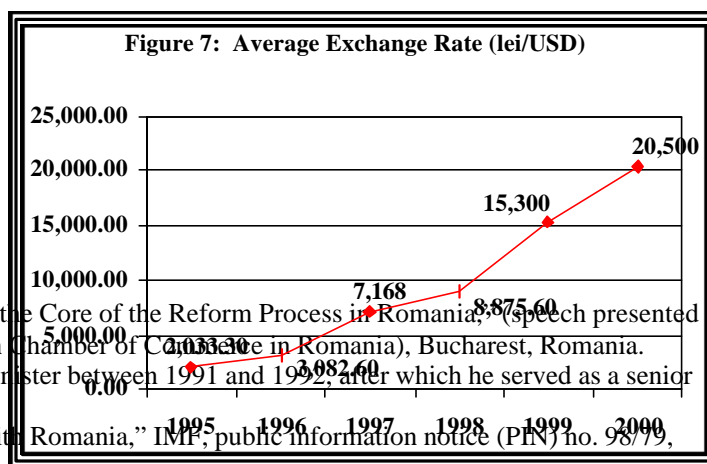 Figure 7: Average Exchange Rate (lei/USD)
25,000.00
20,500
20,000.00
15,300
15,000.00
10,000.00
7,168
8,875.60
the Core of the Reform Process in Romania,” (speech presented
5,000.00
2,033.30
Chamber of Commerce in Romania), Bucharest, Romania.
3,082.60
nister between 1991 and 1992, after which he served as a senior
0.00
1995 1996 1997 1998 1999 2000
ith Romania,” IMF, public information notice (PIN) no. 98/79,